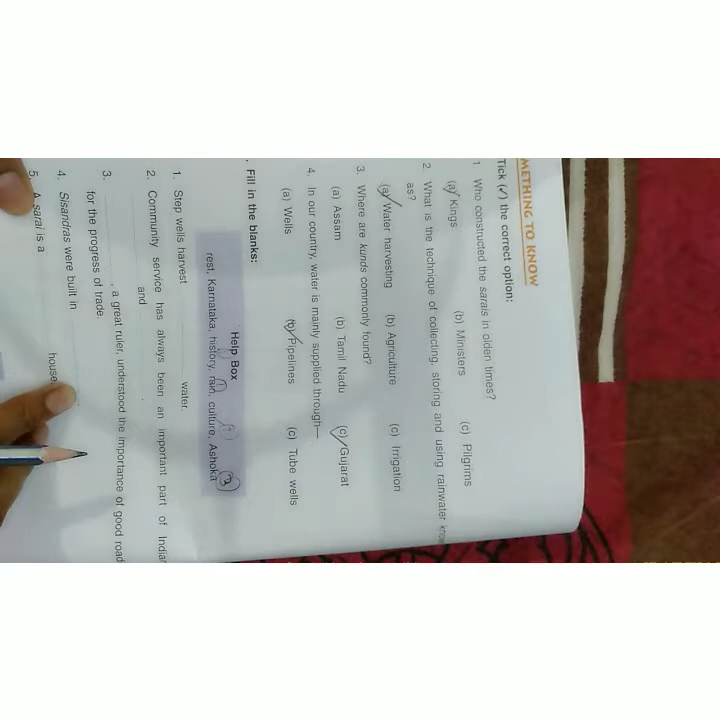 METHING TO KNOW
Tick (✓) the correct option:
1 Who constructed the sarais in olden times?
(a) Kings (b) Ministers (c) Pilgrims
2. What is the technique of collecting, storing and using rainwater know
as?
(a) Water harvesting (b) Agriculture (c) Irrigation
3. Where are kunds commonly found?
(a) Assam (b) Tamil Nadu (c) Gujarat
4. In our country, water is mainly supplied through—
(a) Wells (b) Pipelines (c) Tube wells
. Fill in the blanks:
Help Box
rest, Karnataka, history, rain, culture, Ashoka
1. Step wells harvest water.
2. Community service has always been an important part of Indian
and .
3. , a great ruler, understood the importance of good road
for the progress of trade.
4. Sisandras were built in .
5. A sarai is a house